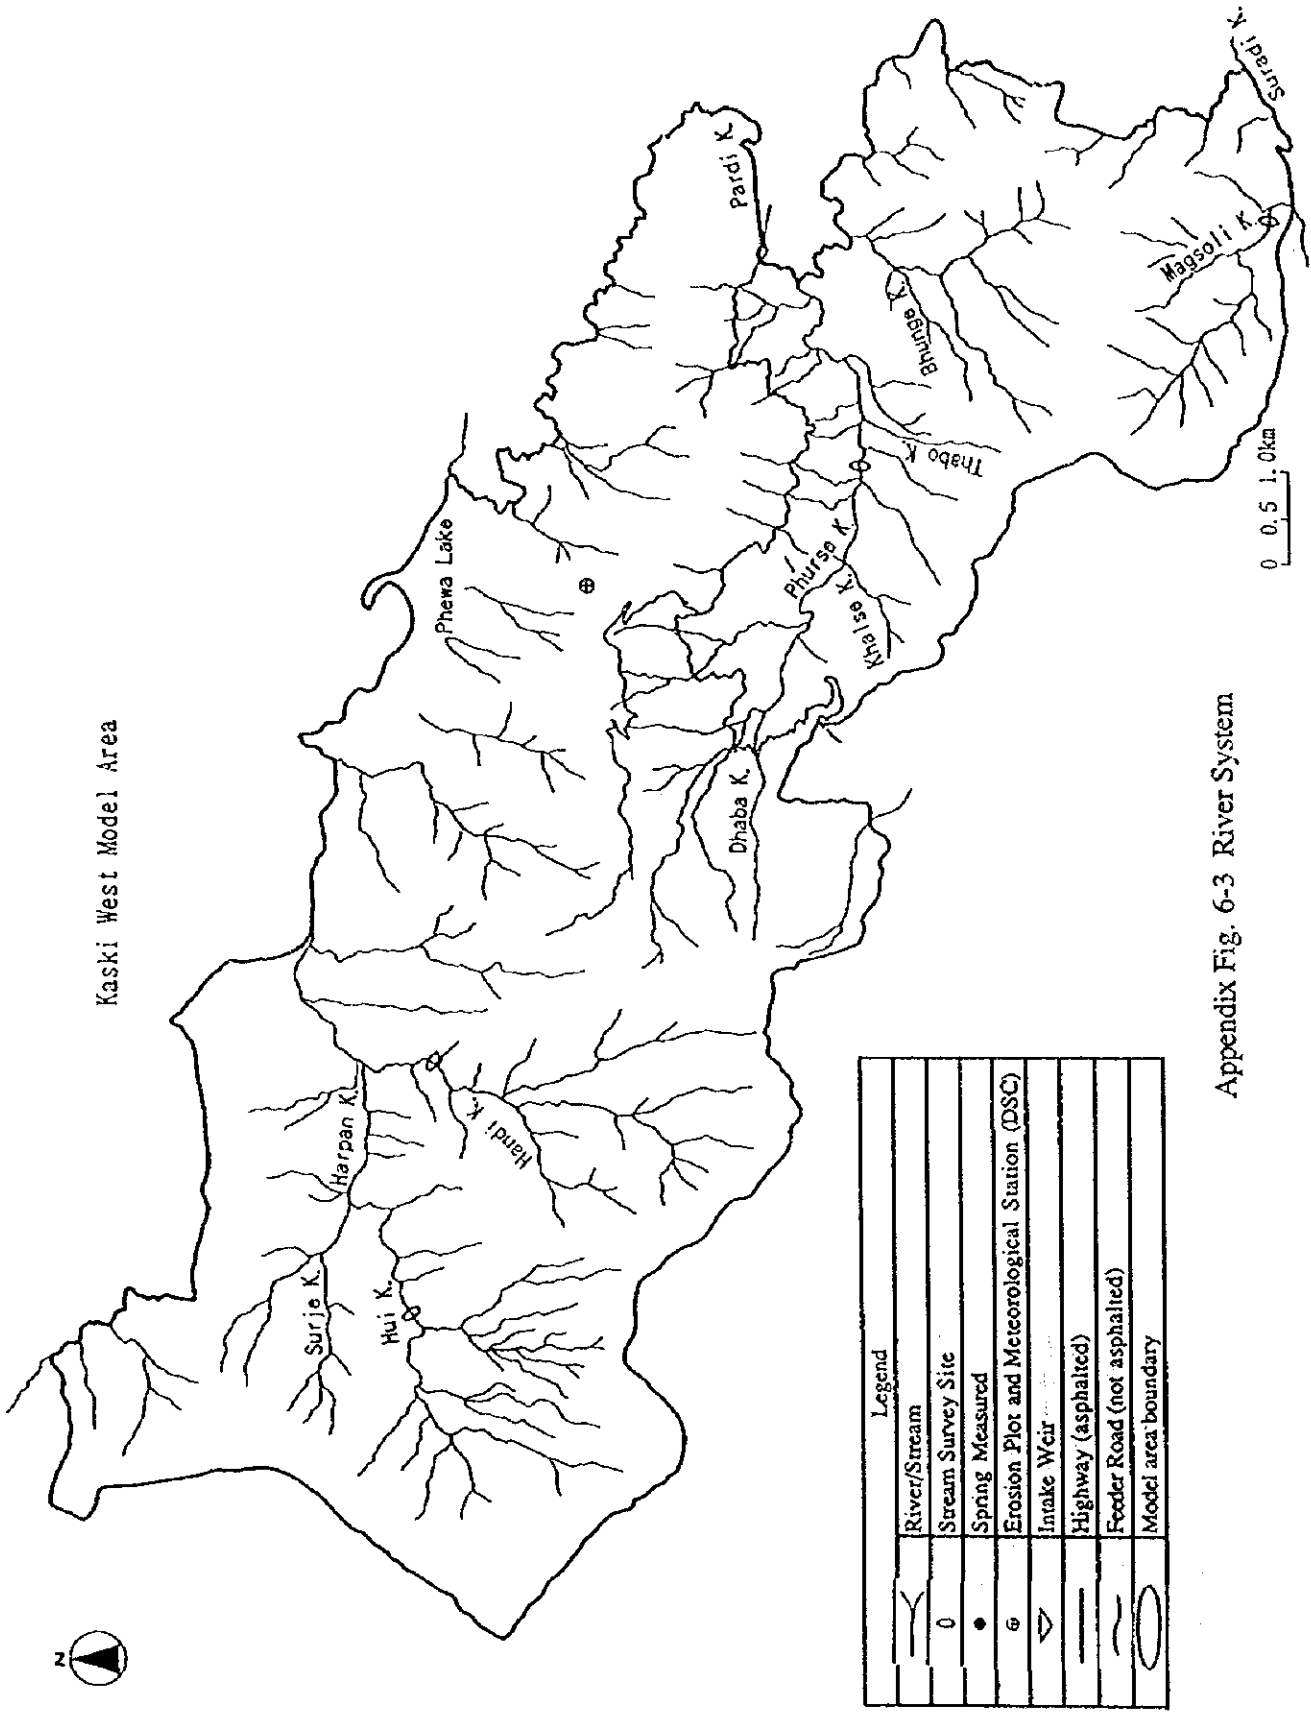 Kaski West Model Area
N
Surje K.
Harpan K.
Hui K.
Handi K.
Phewa Lake
Pardi K.
Dhaba K.
Phurse K.
Khalse K.
Thabo K.
Bhunge K.
Magsoli K.
Suradi K.
0 0.5 1.0km
Legend
River/Stream
Stream Survey Site
Spring Measured
Erosion Plot and Meteorological Station (DSC)
Intake Weir
Highway (asphalted)
Feeder Road (not asphalted)
Model area boundary
Appendix Fig. 6-3 River System